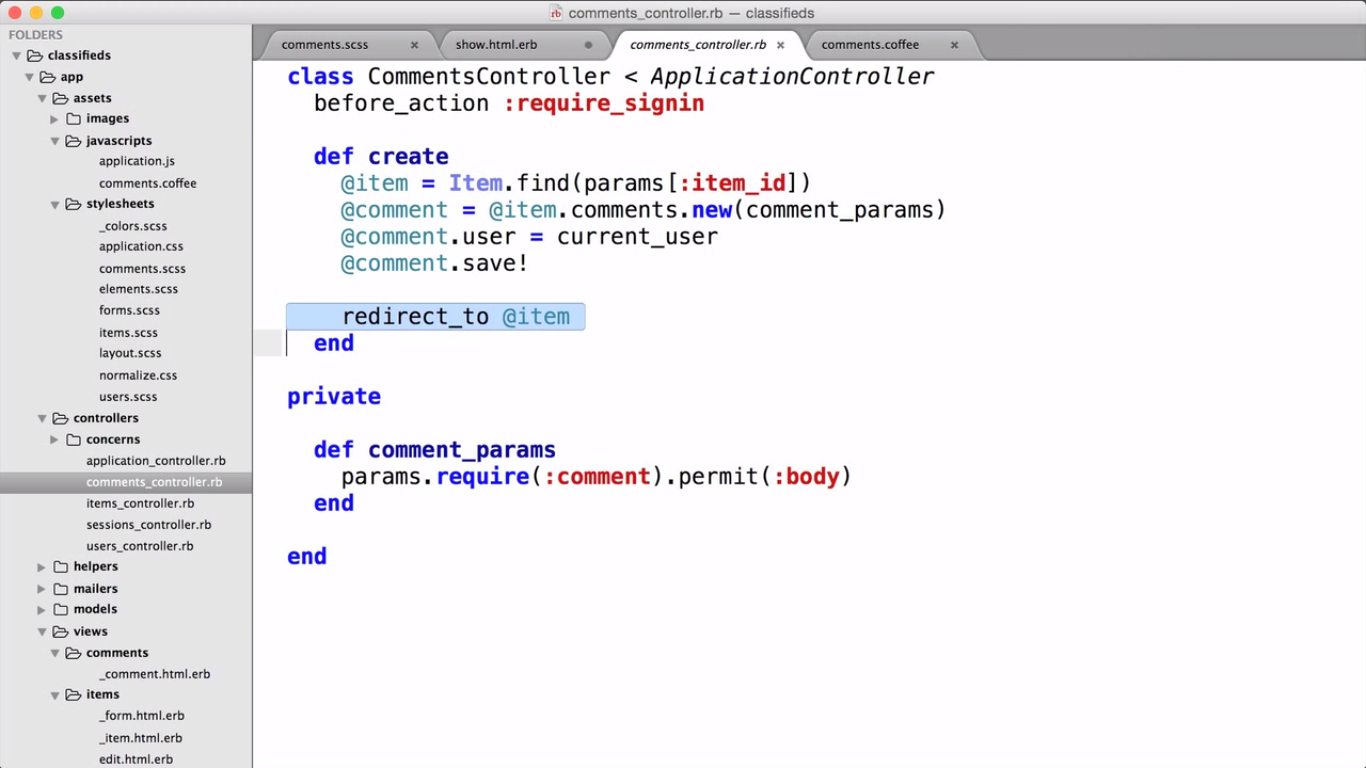 comments_controller.rb — classifieds
FOLDERS
classifieds
app
assets
images
javascripts
application.js
comments.coffee
stylesheets
_colors.scss
application.css
comments.scss
elements.scss
forms.scss
items.scss
layout.scss
normalize.css
users.scss
controllers
concerns
application_controller.rb
comments_controller.rb
items_controller.rb
sessions_controller.rb
users_controller.rb
helpers
mailers
models
views
comments
_comment.html.erb
items
_form.html.erb
_item.html.erb
edit.html.erb
comments.scss
show.html.erb
comments_controller.rb
comments.coffee
class CommentsController < ApplicationController
before_action :require_signin
def create
@item = Item.find(params[:item_id])
@comment = @item.comments.new(comment_params)
@comment.user = current_user
@comment.save!
redirect_to @item
end
private
def comment_params
params.require(:comment).permit(:body)
end
end